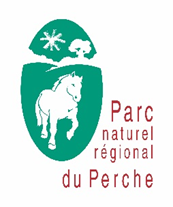 Parc
naturel
régional
du Perche